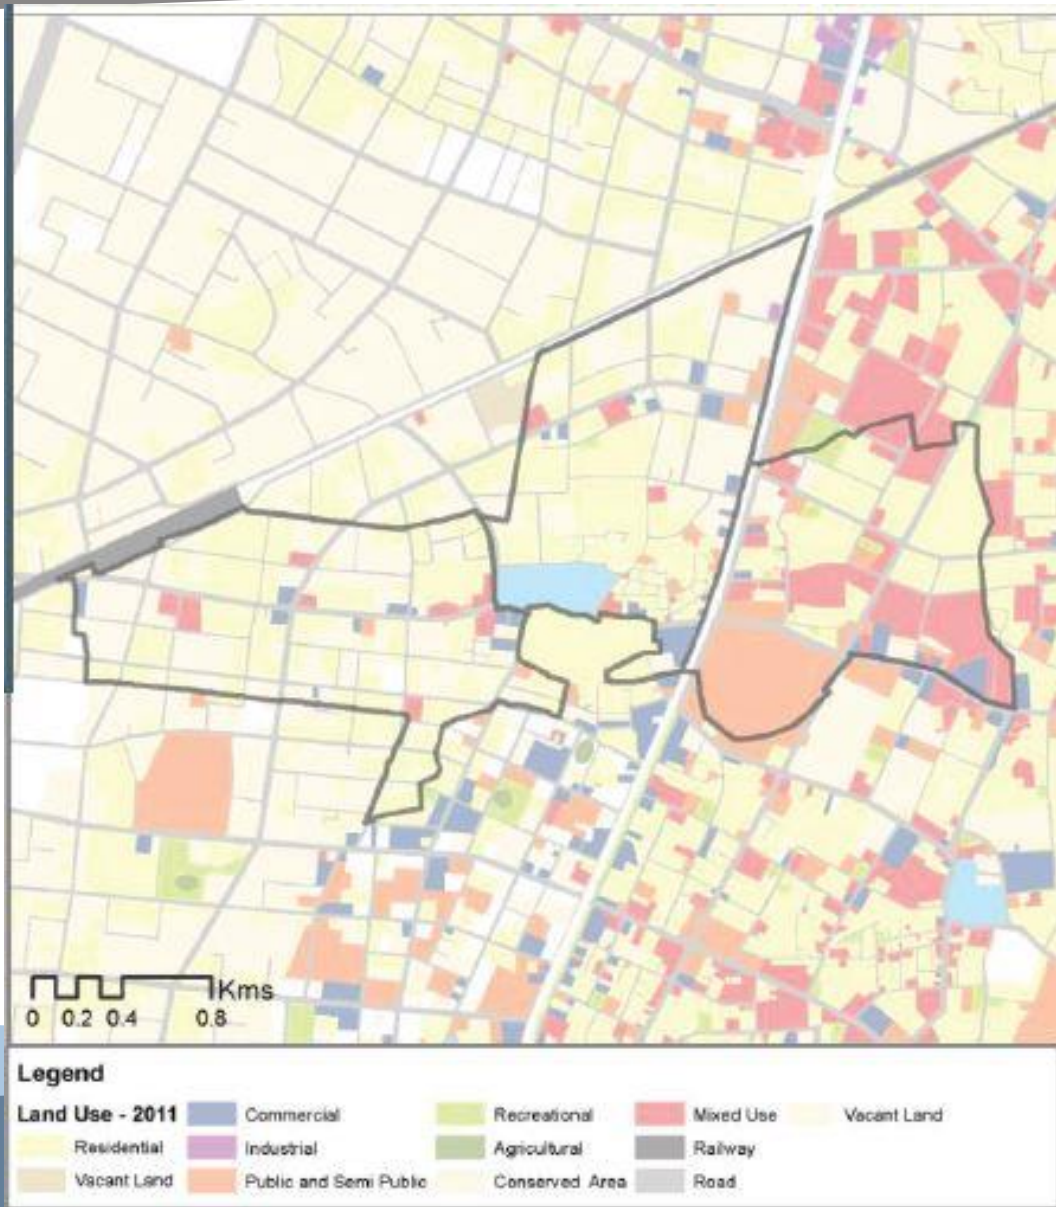 Kms
0 0.2 0.4 0.8
Legend
Land Use - 2011
Residential
Vacant Land
Commercial
Industrial
Public and Semi Public
Recreational
Agricultural
Conserved Area
Mixed Use
Railway
Road
Vacant Land